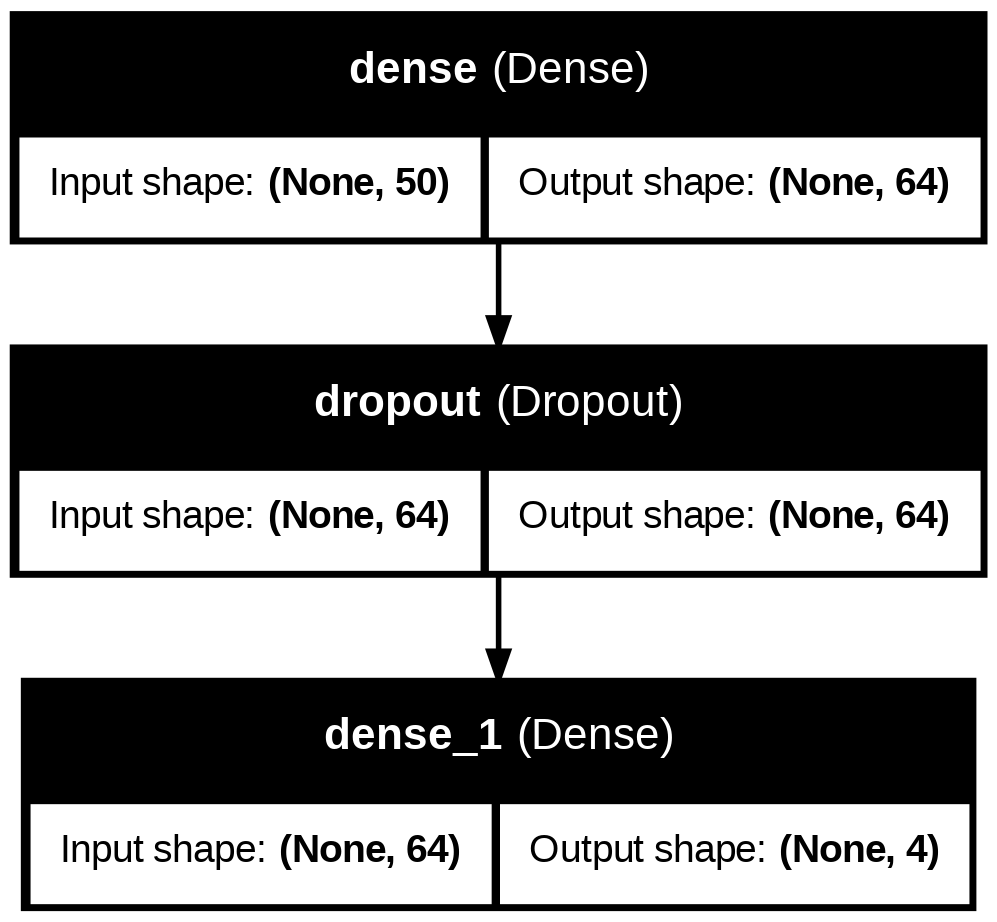 dense (Dense)
Input shape: (None, 50) Output shape: (None, 64)
dropout (Dropout)
Input shape: (None, 64) Output shape: (None, 64)
dense_1 (Dense)
Input shape: (None, 64) Output shape: (None, 4)